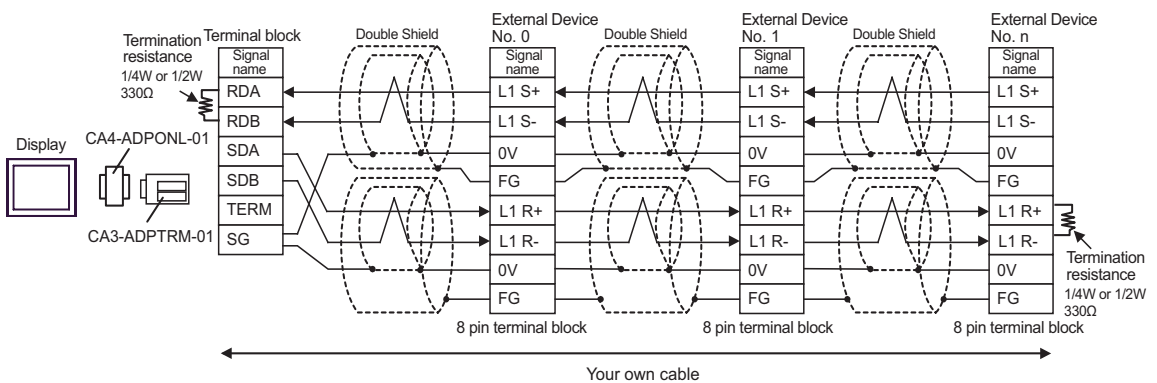 Display
CA4-ADPONL-01
CA3-ADPTRM-01
Termination
resistance
1/4W or 1/2W
330Ω
Terminal block
Signal
name
RDA
RDB
SDA
SDB
TERM
SG
Double Shield
External Device
No. 0
Signal
name
L1 S+
L1 S-
0V
FG
L1 R+
L1 R-
0V
FG
8 pin terminal block
Double Shield
External Device
No. 1
Signal
name
L1 S+
L1 S-
0V
FG
L1 R+
L1 R-
0V
FG
8 pin terminal block
Double Shield
External Device
No. n
Signal
name
L1 S+
L1 S-
0V
FG
L1 R+
L1 R-
0V
FG
8 pin terminal block
Termination
resistance
1/4W or 1/2W
330Ω
Your own cable